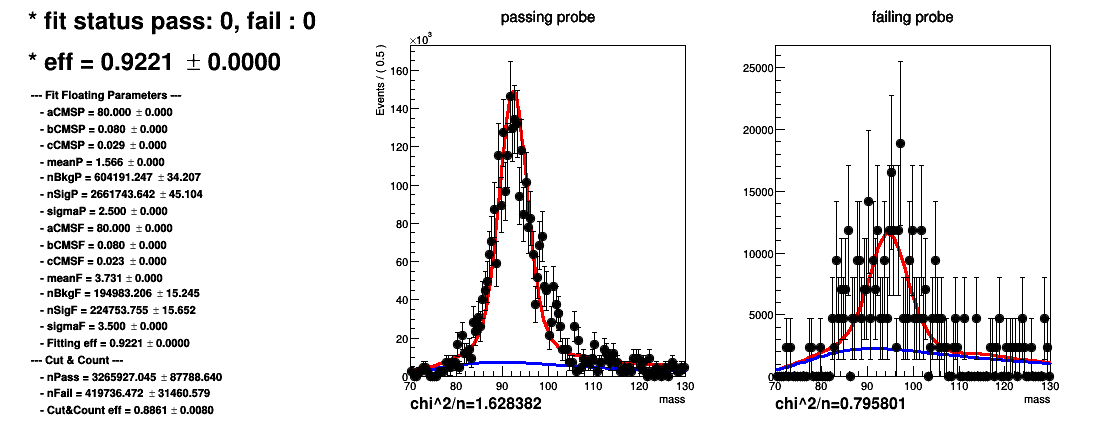 * fit status pass: 0, fail : 0
* eff = 0.9221 ± 0.0000
--- Fit Floating Parameters ---
- aCMSP = 80.000 ± 0.000
- bCMSP = 0.080 ± 0.000
- cCMSP = 0.029 ± 0.000
- meanP = 1.566 ± 0.000
- nBkgP = 604191.247 ± 34.207
- nSigP = 2661743.642 ± 45.104
- sigmaP = 2.500 ± 0.000
- aCMSF = 80.000 ± 0.000
- bCMSF = 0.080 ± 0.000
- cCMSF = 0.023 ± 0.000
- meanF = 3.731 ± 0.000
- nBkgF = 194983.206 ± 15.245
- nSigF = 224753.755 ± 15.652
- sigmaF = 3.500 ± 0.000
- Fitting eff = 0.9221 ± 0.0000
--- Cut & Count ---
- nPass = 3265927.045 ± 87788.640
- nFail = 419736.472 ± 31460.579
- Cut&Count eff = 0.8861 ± 0.0080
passing probe
×10³
Events / ( 0.5 )
160
140
120
100
80
60
40
20
0
70 80 90 100 110 120 130
mass
chi^2/n=1.628382
failing probe
25000
20000
15000
10000
5000
0
70 80 90 100 110 120 130
mass
chi^2/n=0.795801